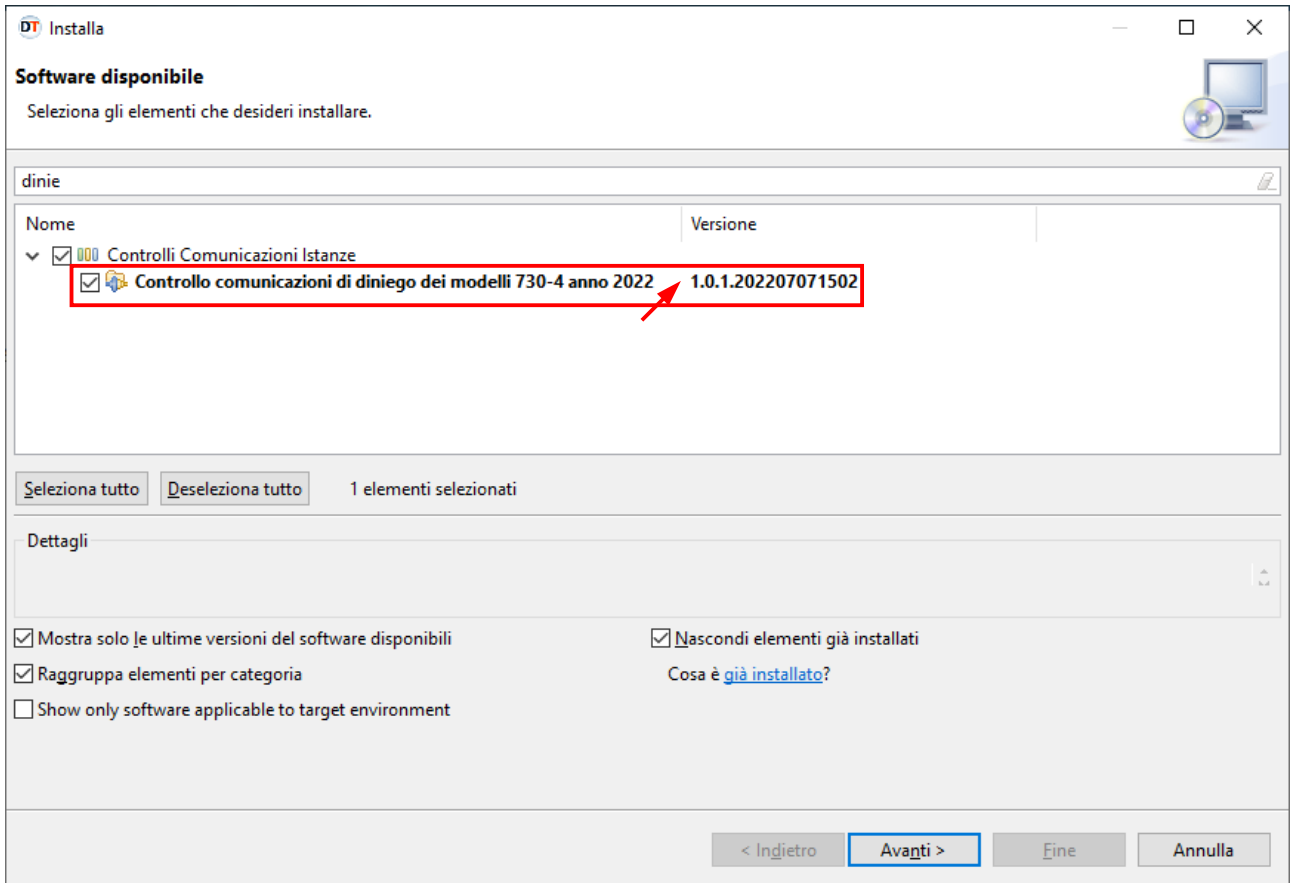 DT Installa
Software disponibile
Seleziona gli elementi che desideri installare.
dinie
Nome Versione
Controlli Comunicazioni Istanze
Controllo comunicazioni di diniego dei modelli 730-4 anno 2022 1.0.1.202207071502
Seleziona tutto Deseleziona tutto 1 elementi selezionati
Dettagli
Mostra solo le ultime versioni del software disponibili Nascondi elementi già installati
Raggruppa elementi per categoria Cosa è già installato?
Show only software applicable to target environment
< Indietro Avanti > Fine Annulla